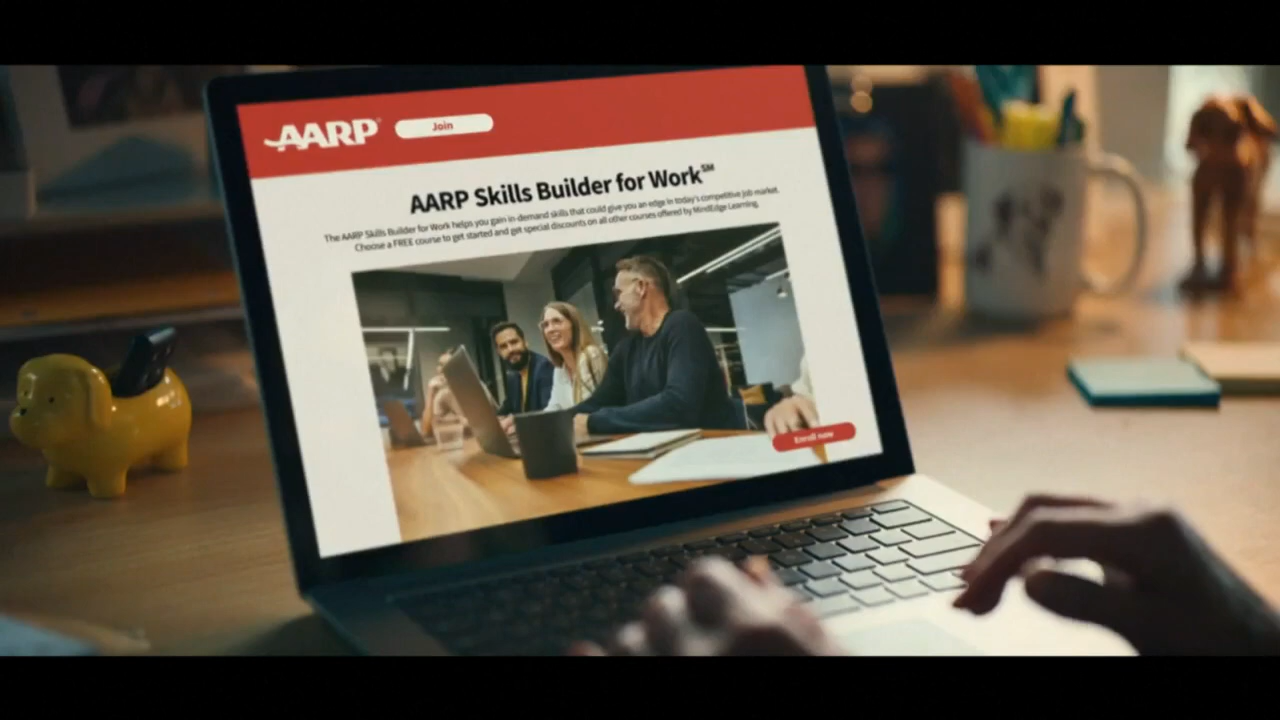 AARP® Join
AARP Skills Builder for Work℠
The AARP Skills Builder for Work helps you gain in-demand skills that could give you an edge in today's competitive job market.
Choose a FREE course to get started and get special discounts on all other courses offered by MindEdge Learning.
Enroll now